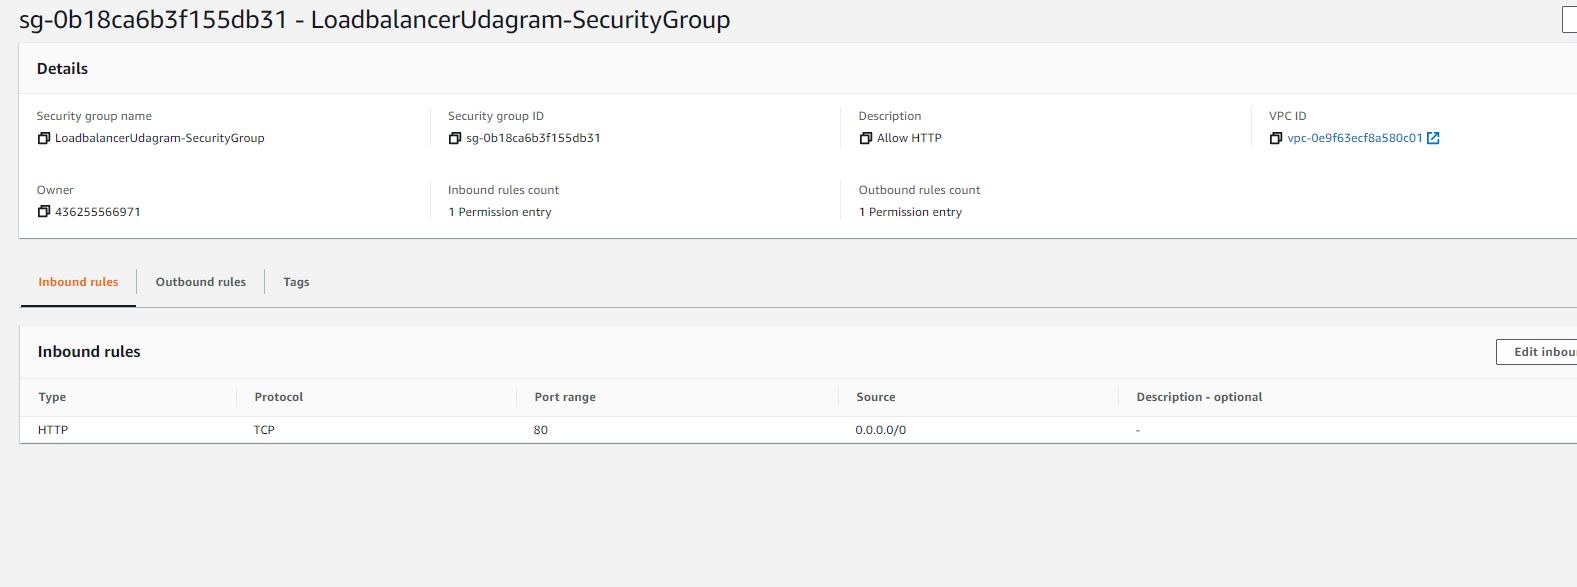 sg-0b18ca6b3f155db31 - LoadbalancerUdagram-SecurityGroup
Details
Security group name
LoadbalancerUdagram-SecurityGroup
Security group ID
sg-0b18ca6b3f155db31
Description
Allow HTTP
VPC ID
vpc-0e9f63ecf8a580c01
Owner
436255566971
Inbound rules count
1 Permission entry
Outbound rules count
1 Permission entry
Inbound rules Outbound rules Tags
Inbound rules
Edit inbou
Type Protocol Port range Source Description - optional
HTTP TCP 80 0.0.0.0/0 -